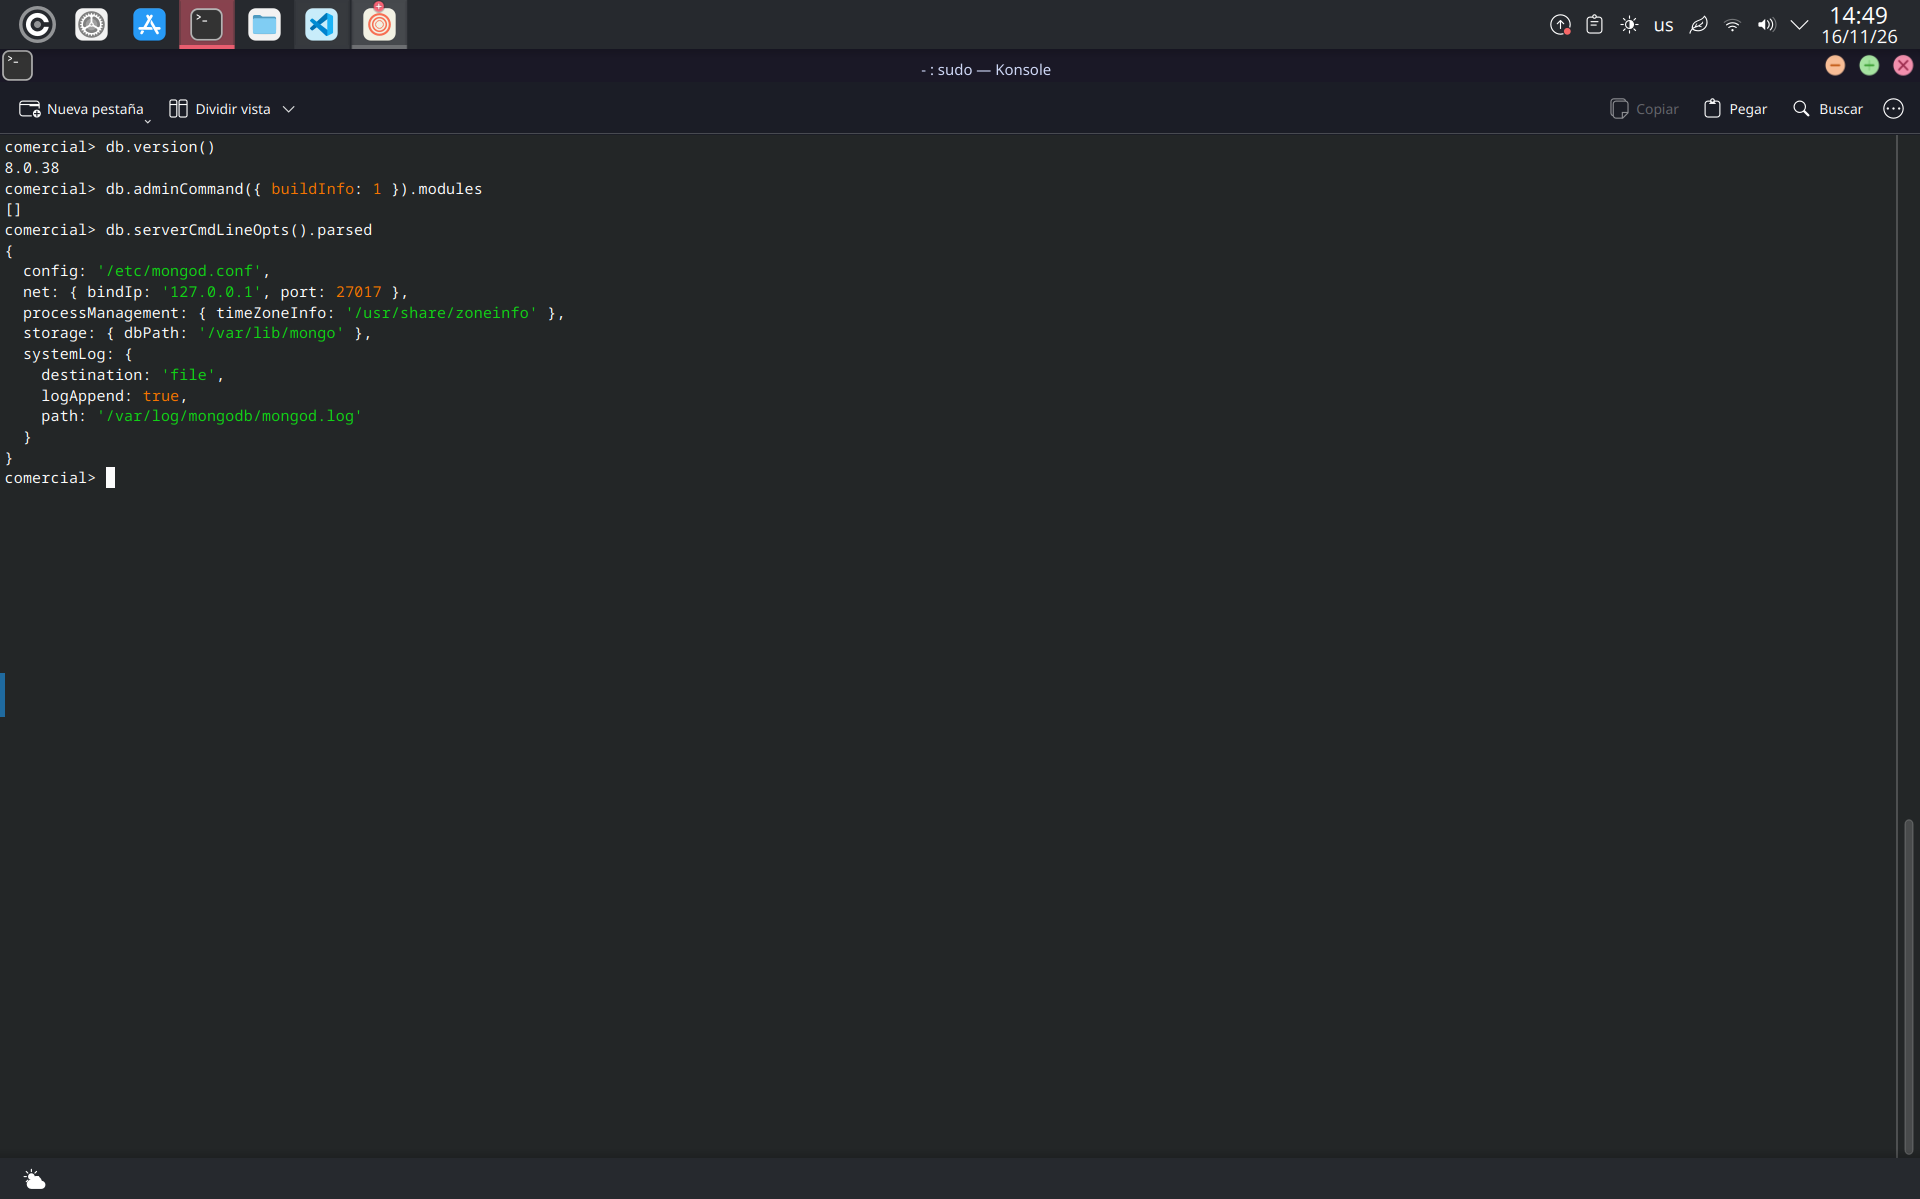 us
14:49
16/11/26
- : sudo — Konsole
Nueva pestaña
Dividir vista
Copiar
Pegar
Buscar
comercial> db.version()
8.0.38
comercial> db.adminCommand({ buildInfo: 1 }).modules
[]
comercial> db.serverCmdLineOpts().parsed
{
  config: '/etc/mongod.conf',
  net: { bindIp: '127.0.0.1', port: 27017 },
  processManagement: { timeZoneInfo: '/usr/share/zoneinfo' },
  storage: { dbPath: '/var/lib/mongo' },
  systemLog: {
    destination: 'file',
    logAppend: true,
    path: '/var/log/mongodb/mongod.log'
  }
}
comercial>